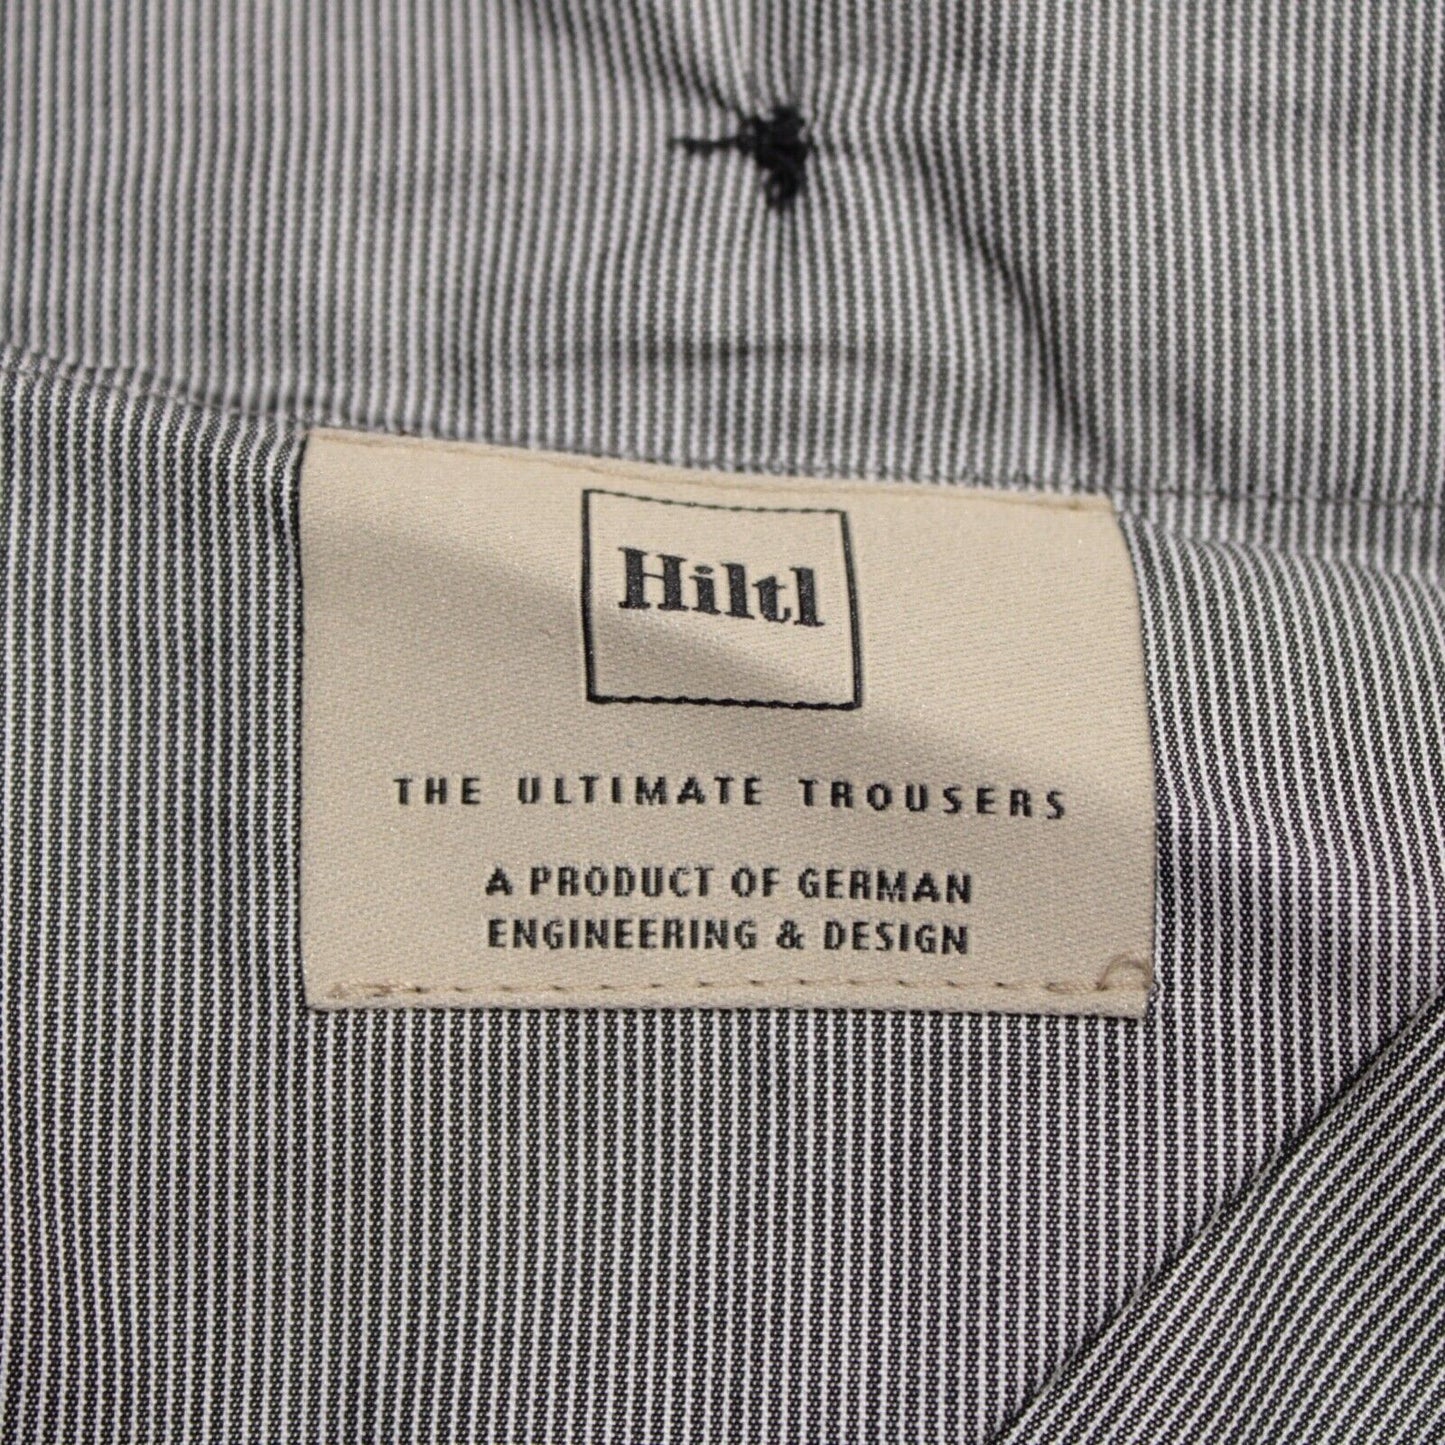 Hiltl
THE ULTIMATE TROUSERS
A PRODUCT OF GERMAN
ENGINEERING & DESIGN